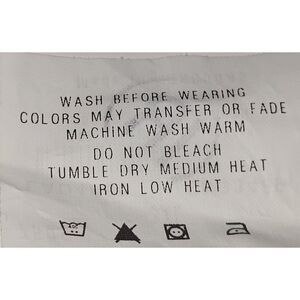 WASH BEFORE WEARING
COLORS MAY TRANSFER OR FADE
MACHINE WASH WARM
DO NOT BLEACH
TUMBLE DRY MEDIUM HEAT
IRON LOW HEAT